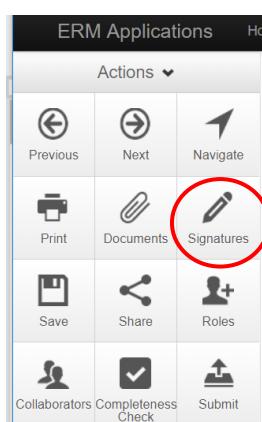 ERM Applications Ho
Actions
Previous Next Navigate
Print Documents Signatures
Save Share Roles
Collaborators Completeness Check Submit